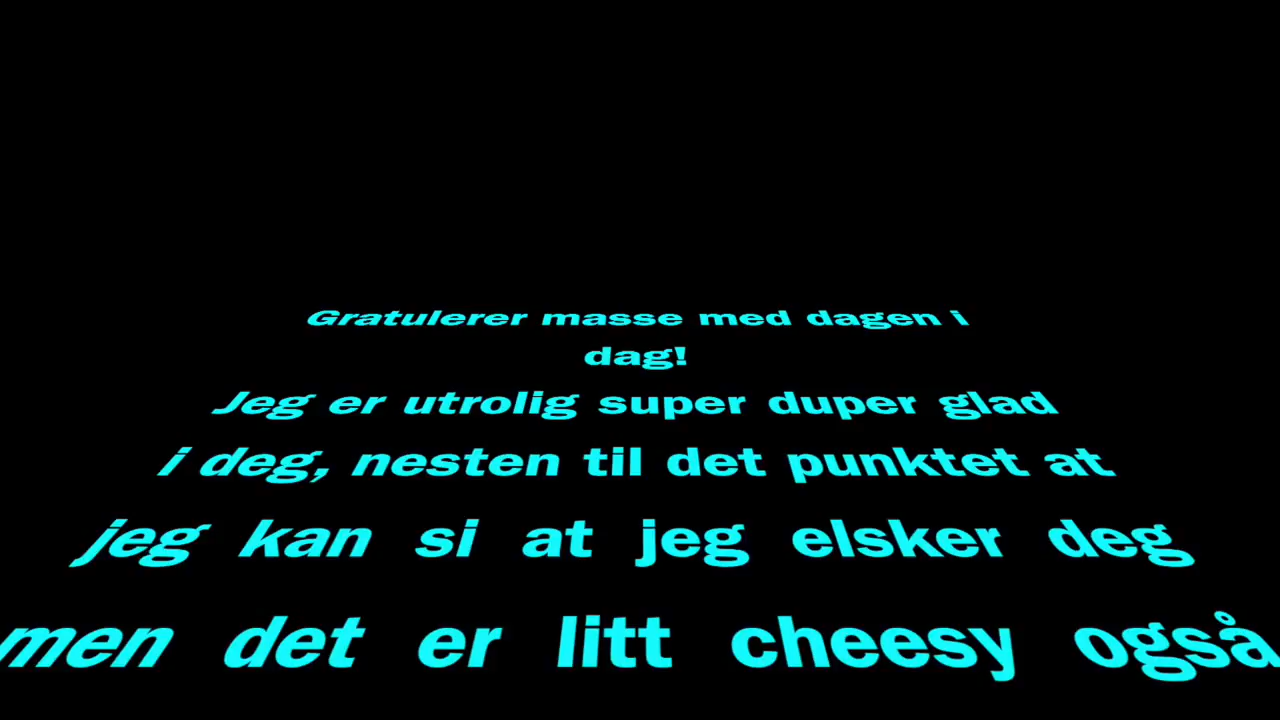 Gratulerer masse med dagen i
dag!
Jeg er utrolig super duper glad
i deg, nesten til det punktet at
jeg kan si at jeg elsker deg
men det er litt cheesy også